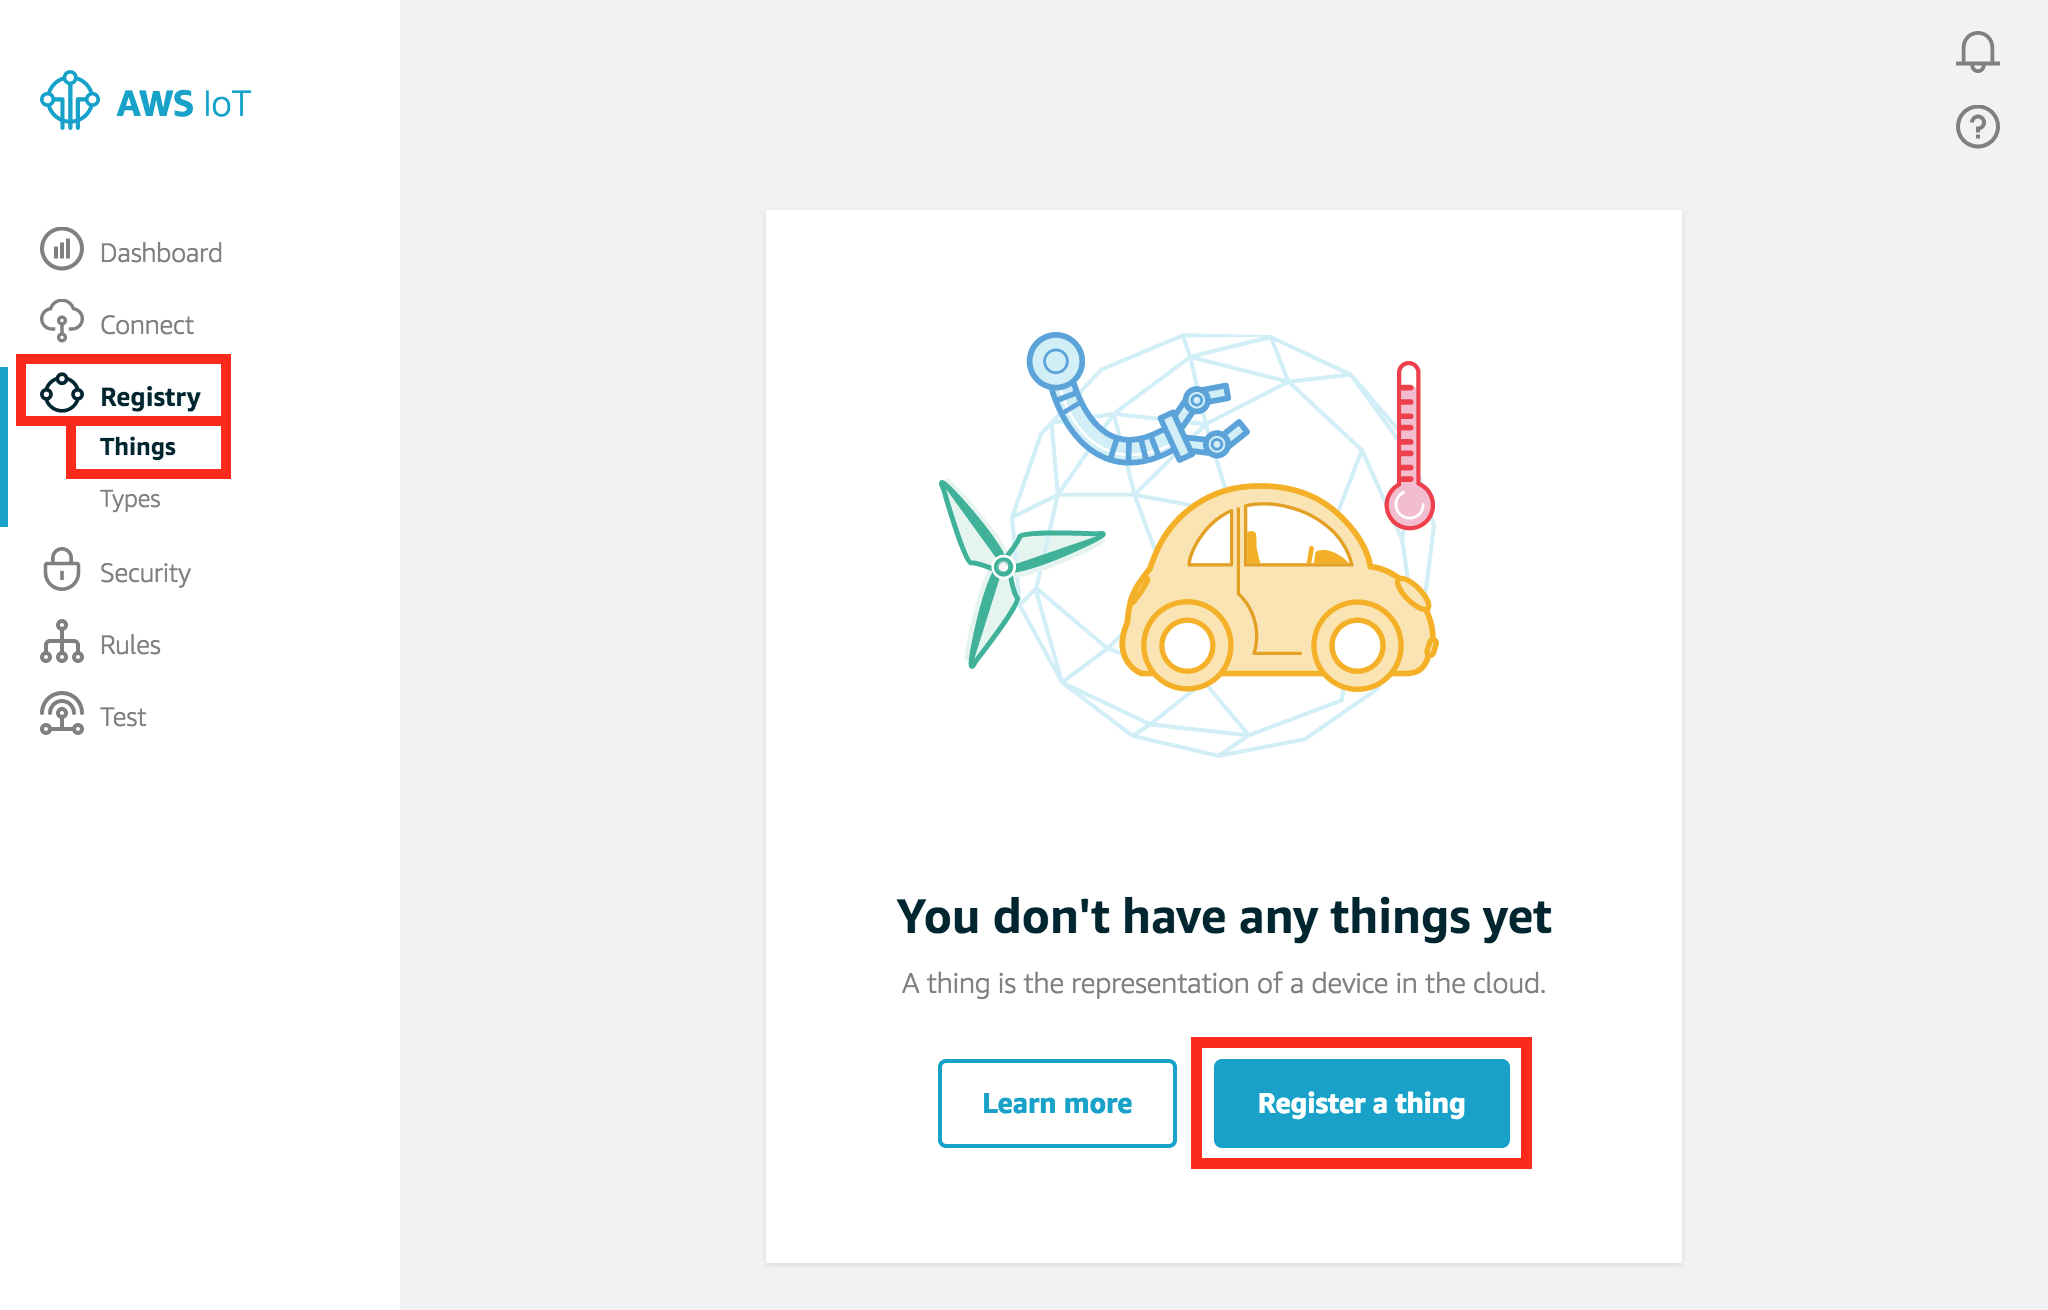 AWS IoT
Dashboard
Connect
Registry
Things
Types
Security
Rules
Test
You don't have any things yet
A thing is the representation of a device in the cloud.
Learn more
Register a thing